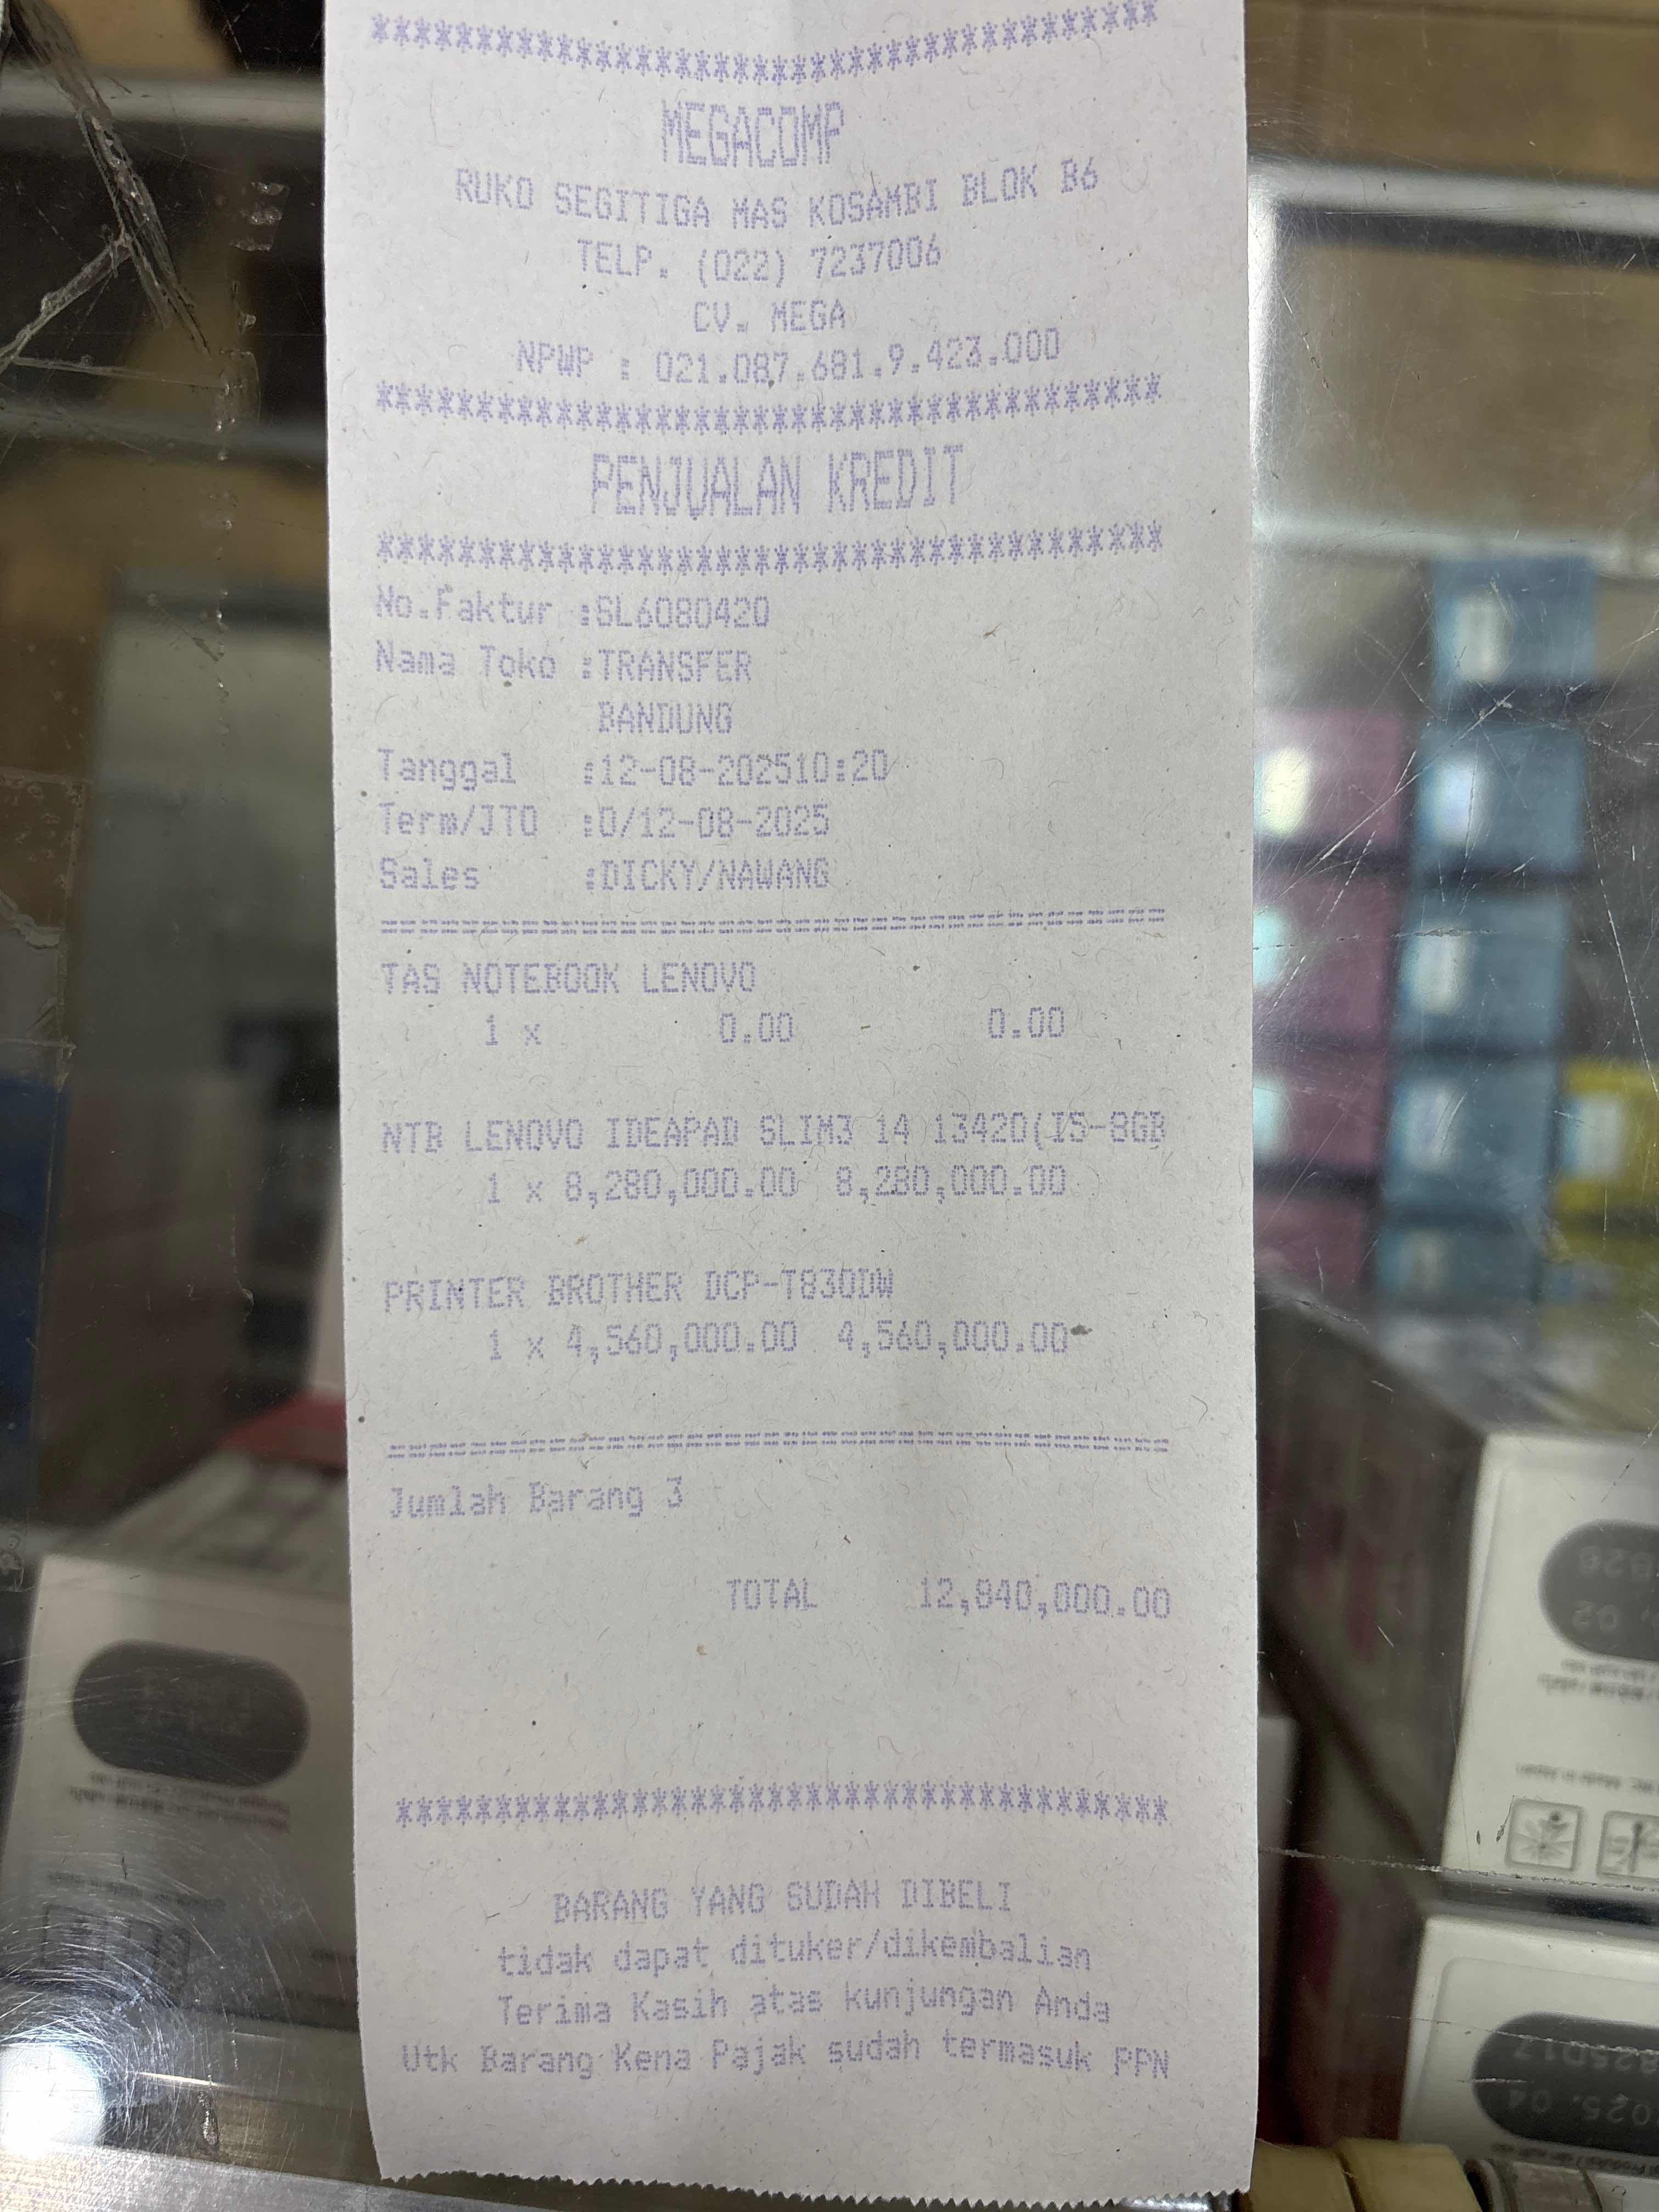 ***************************************
MEGACOMP
RUKO SEGITIGA MAS KOSAMBI BLOK B6
TELP. (022) 7237006
CV. MEGA
NPWP : 021.087.681.9.423.000
***************************************
PENJUALAN KREDIT
***************************************
No.Faktur :SL6080420
Nama Toko :TRANSFER
BANDUNG
Tanggal :12-08-202510:20
Term/JTO :0/12-08-2025
Sales :DICKY/NAWANG
=======================================
TAS NOTEBOOK LENOVO
1 x 0.00 0.00
NTB LENOVO IDEAPAD SLIM3 14 13420(I5-8GB
1 x 8,280,000.00 8,280,000.00
PRINTER BROTHER DCP-T830DW
1 x 4,560,000.00 4,560,000.00
=======================================
Jumlah Barang 3
TOTAL 12,840,000.00
***************************************
BARANG YANG SUDAH DIBELI
tidak dapat dituker/dikembalian
Terima Kasih atas kunjungan Anda
Utk Barang Kena Pajak sudah termasuk PPN